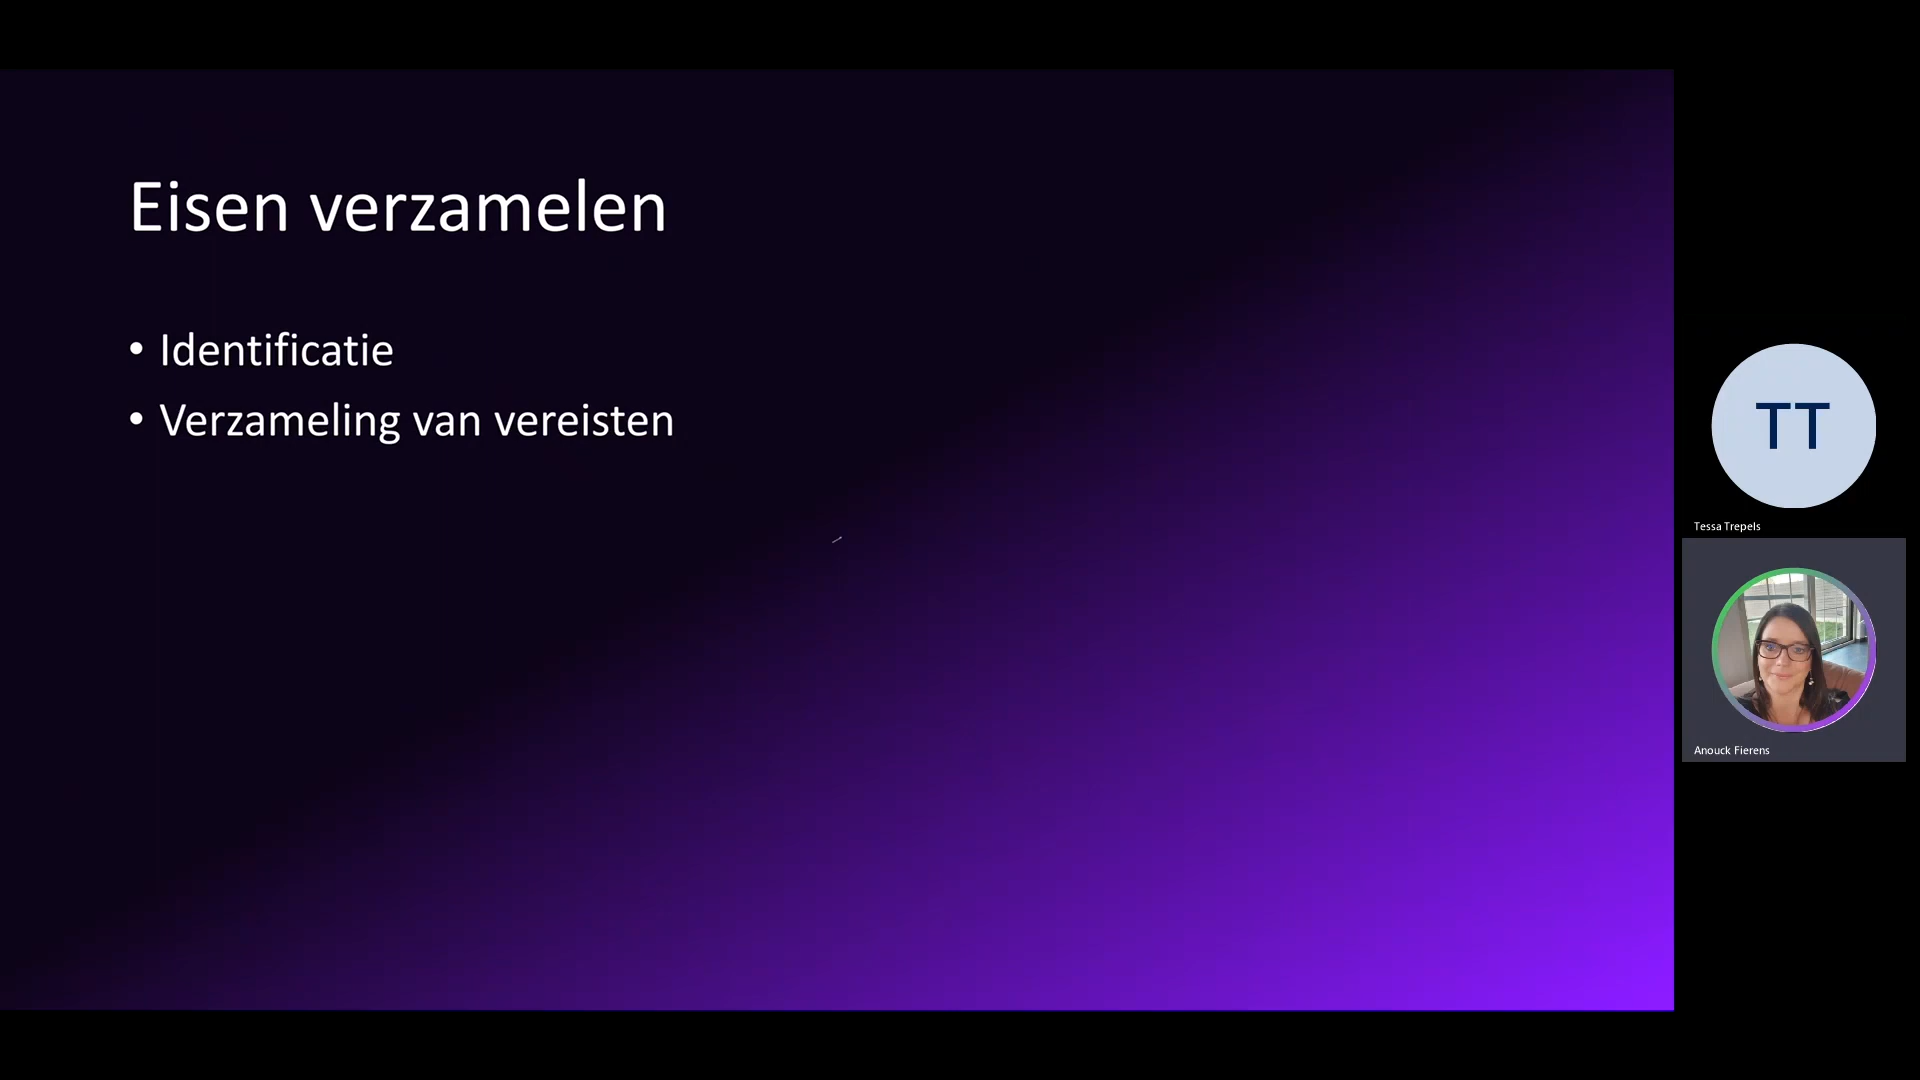 Eisen verzamelen
• Identificatie
• Verzameling van vereisten
TT
Tessa Trepels
Anouck Fierens